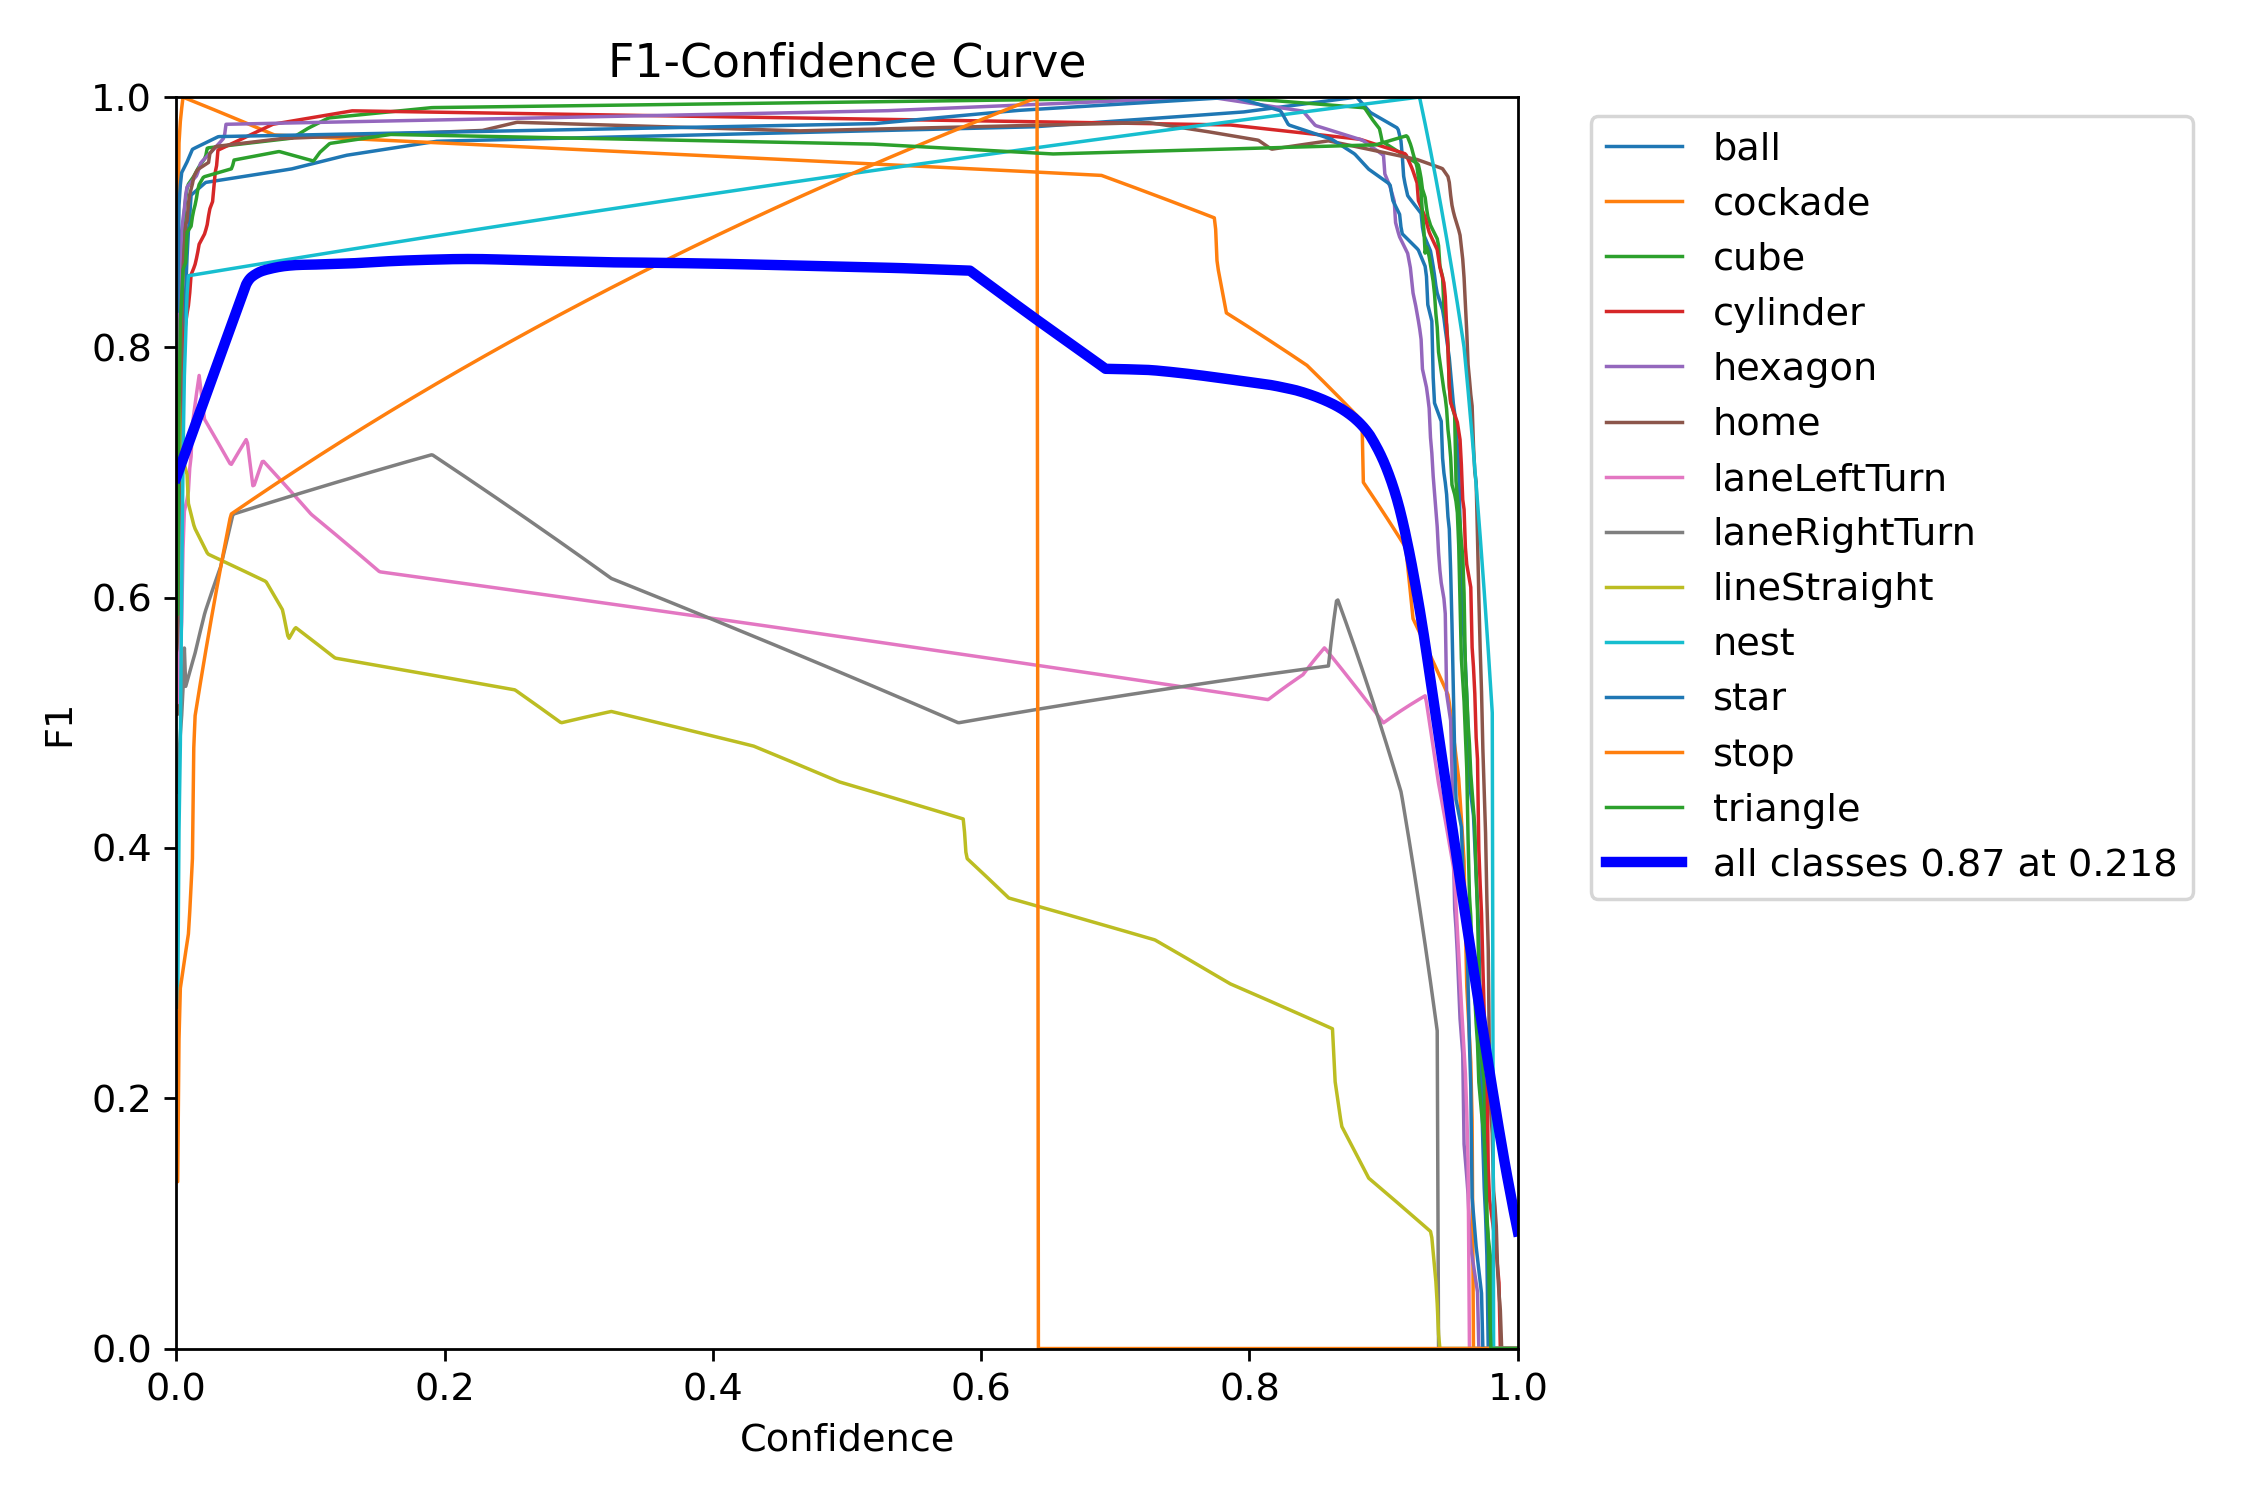 F1-Confidence Curve
1.0
0.8
0.6
0.4
0.2
0.0
F1
0.0 0.2 0.4 0.6 0.8 1.0
Confidence
ball
cockade
cube
cylinder
hexagon
home
laneLeftTurn
laneRightTurn
lineStraight
nest
star
stop
triangle
all classes 0.87 at 0.218